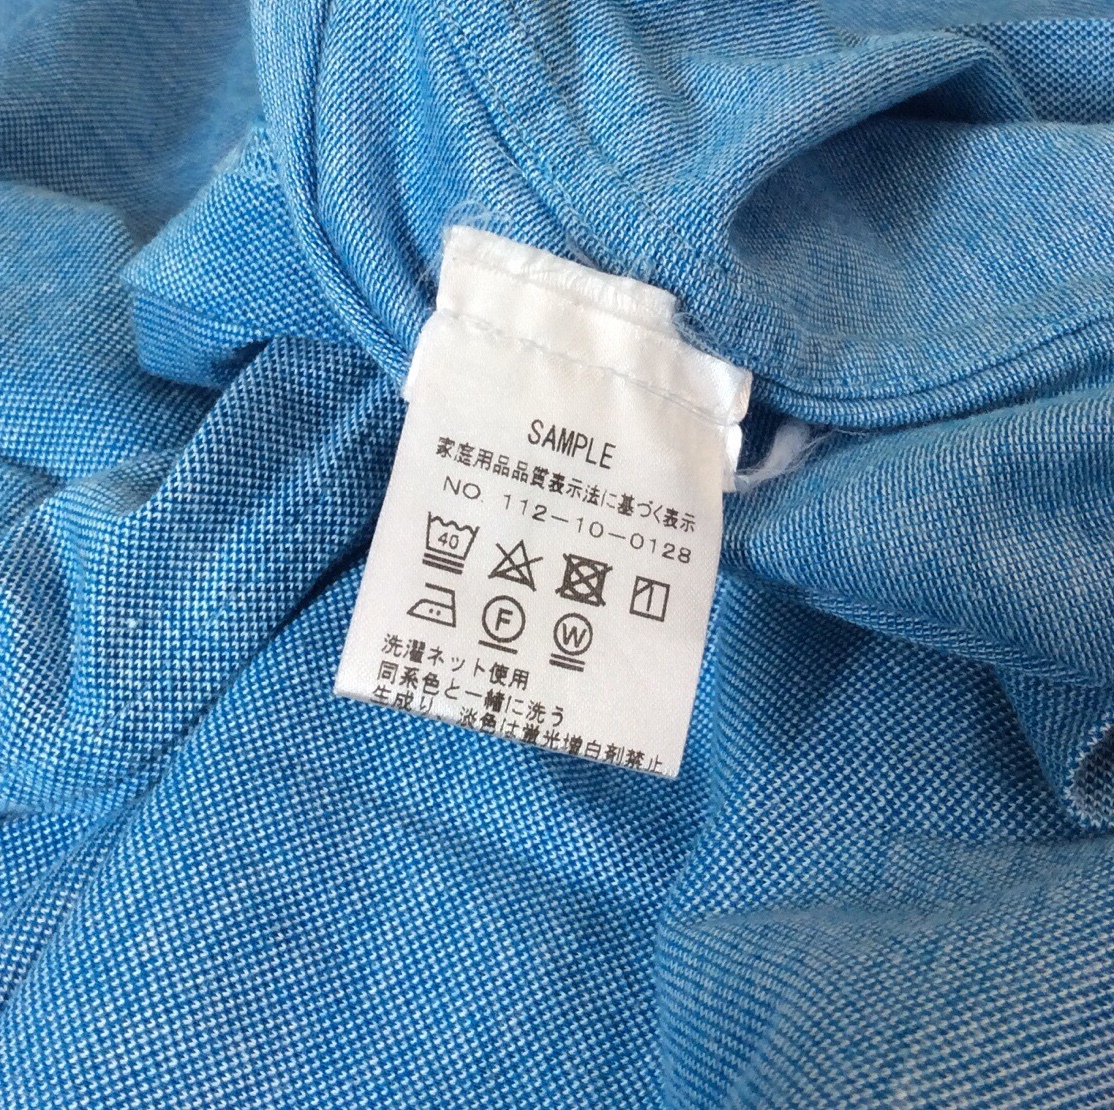 SAMPLE
家庭用品品質表示法に基づく表示
NO. 112-10-0128
40
F
W
洗濯ネット使用
同系色と一緒に洗う
生成り、淡色は蛍光増白剤禁止